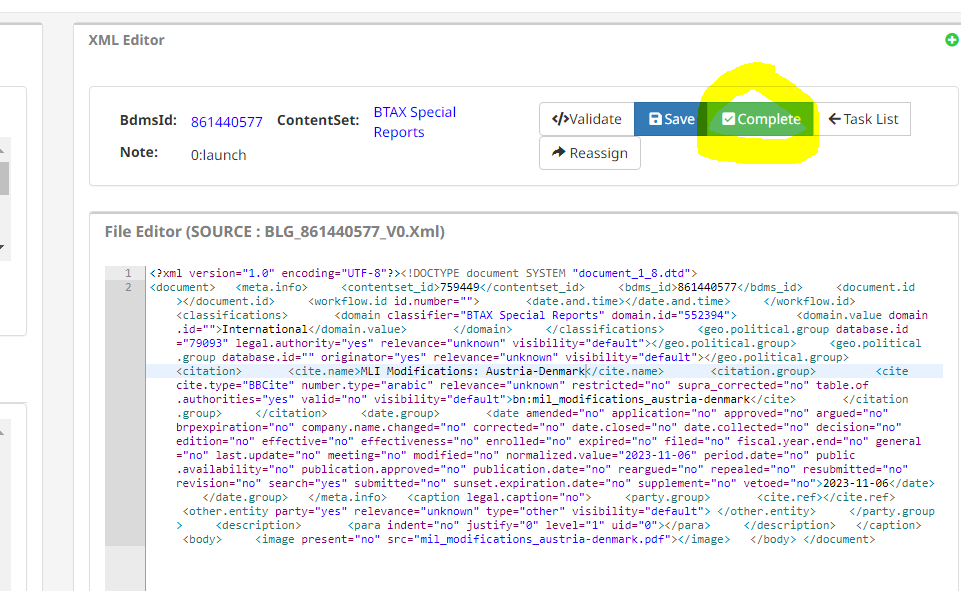 XML Editor
BdmsId: 861440577 ContentSet: BTAX Special Reports
</>Validate Save Complete Task List
Note: 0:launch
Reassign
File Editor (SOURCE : BLG_861440577_V0.Xml)
1 <?xml version="1.0" encoding="UTF-8"?><!DOCTYPE document SYSTEM "document_1_8.dtd">
2 <document> <meta.info> <contentset_id>759449</contentset_id> <bdms_id>861440577</bdms_id> <document.id
></document.id> <workflow.id id.number=""> <date.and.time></date.and.time> </workflow.id>
<classifications> <domain classifier="BTAX Special Reports" domain.id="552394"> <domain.value domain
.id="">International</domain.value> </domain> </classifications> <geo.political.group database.id
="79093" legal.authority="yes" relevance="unknown" visibility="default"></geo.political.group> <geo.political
.group database.id="" originator="yes" relevance="unknown" visibility="default"></geo.political.group>
<citation> <cite.name>MLI Modifications: Austria-Denmark</cite.name> <citation.group> <cite
cite.type="BBCite" number.type="arabic" relevance="unknown" restricted="no" supra_corrected="no" table.of
.authorities="yes" valid="no" visibility="default">bn:mil_modifications_austria-denmark</cite> </citation
.group> </citation> <date.group> <date amended="no" application="no" approved="no" argued="no"
brpexpiration="no" company.name.changed="no" corrected="no" date.closed="no" date.collected="no" decision="no"
edition="no" effective="no" effectiveness="no" enrolled="no" expired="no" filed="no" fiscal.year.end="no" general
="no" last.update="no" meeting="no" modified="no" normalized.value="2023-11-06" period.date="no" public
.availability="no" publication.approved="no" publication.date="no" reargued="no" repealed="no" resubmitted="no"
revision="no" search="yes" submitted="no" sunset.expiration.date="no" supplement="no" vetoed="no">2023-11-06</date>
</date.group> </meta.info> <caption legal.caption="no"> <party.group> <cite.ref></cite.ref>
<other.entity party="yes" relevance="unknown" type="other" visibility="default"> </other.entity> </party.group
> <description> <para indent="no" justify="0" level="1" uid="0"></para> </description> </caption>
<body> <image present="no" src="mil_modifications_austria-denmark.pdf"></image> </body> </document>